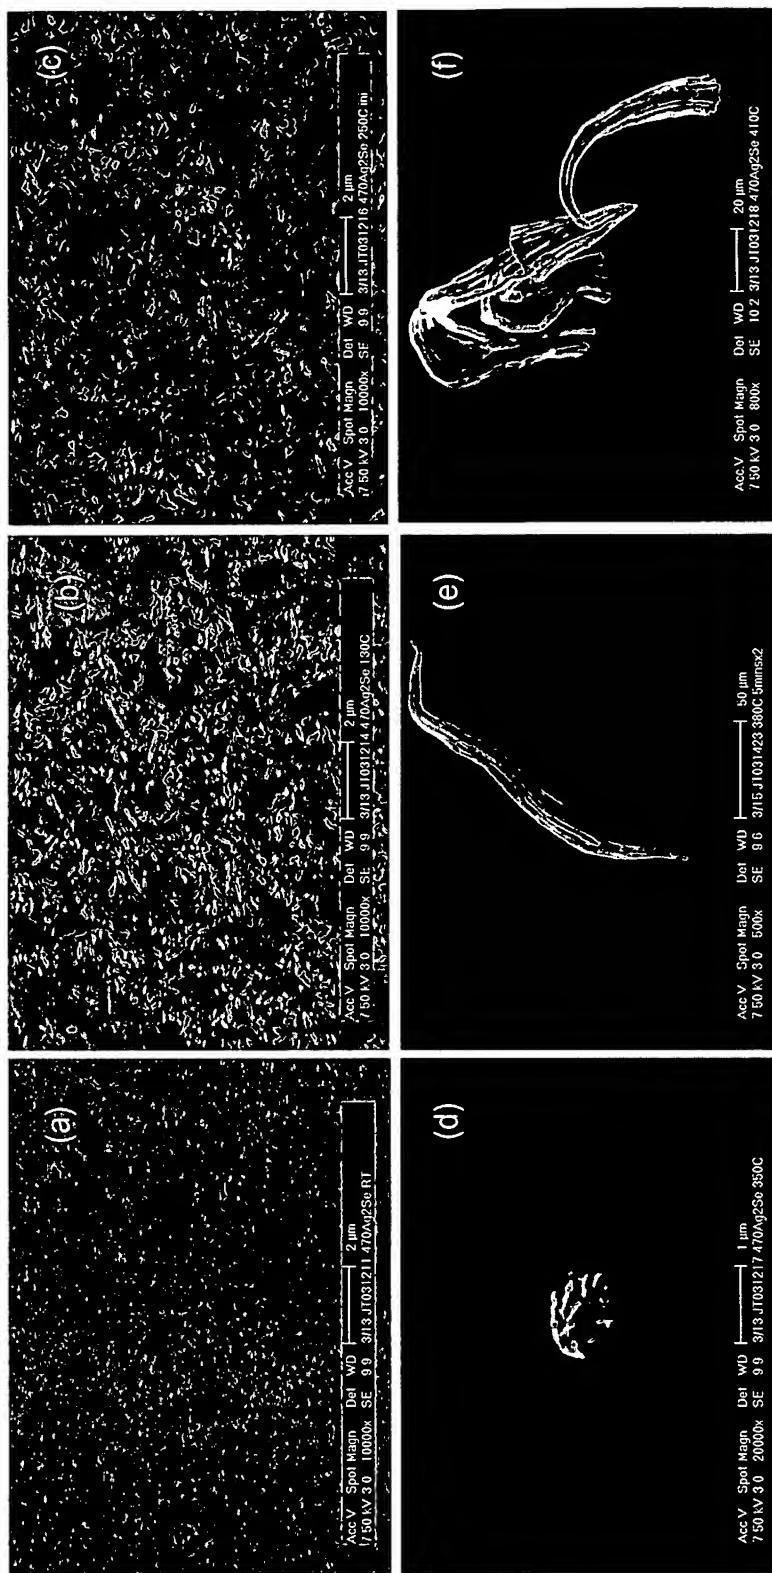 (a)
Acc.V Spot Magn Det WD 2 µm
7.50 kV 3.0 10000x SE 9.9 3/13 JT031211 470Ag2Se RT
(b)
Acc.V Spot Magn Det WD 2 µm
7.50 kV 3.0 10000x SE 9.9 3/13 JT031214 470Ag2Se 130C
(c)
Acc.V Spot Magn Det WD 2 µm
7.50 kV 3.0 10000x SE 9.9 3/13 JT031216 470Ag2Se 250C ini
(d)
Acc.V Spot Magn Det WD 1 µm
7.50 kV 3.0 20000x SE 9.9 3/13 JT031217 470Ag2Se 350C
(e)
Acc.V Spot Magn Det WD 50 µm
7.50 kV 3.0 500x SE 9.6 3/15 JT031423 380C 5minsx2
(f)
Acc.V Spot Magn Det WD 20 µm
7.50 kV 3.0 800x SE 10.2 3/13 JT031218 470Ag2Se 410C